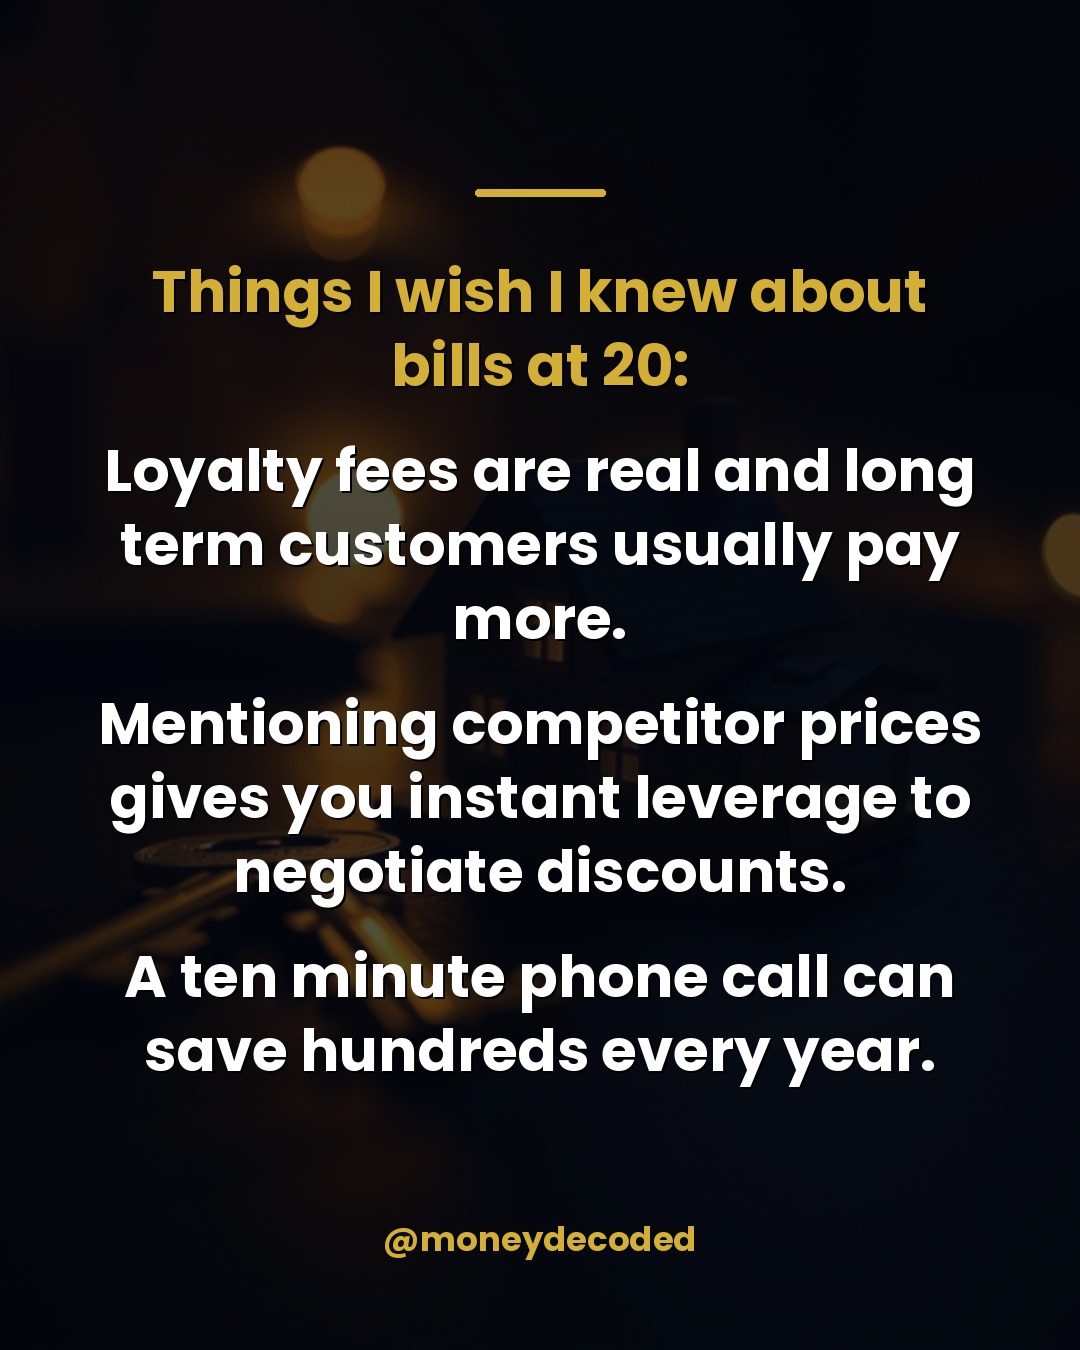 Things I wish I knew about
bills at 20:
Loyalty fees are real and long
term customers usually pay
more.
Mentioning competitor prices
gives you instant leverage to
negotiate discounts.
A ten minute phone call can
save hundreds every year.
@moneydecoded